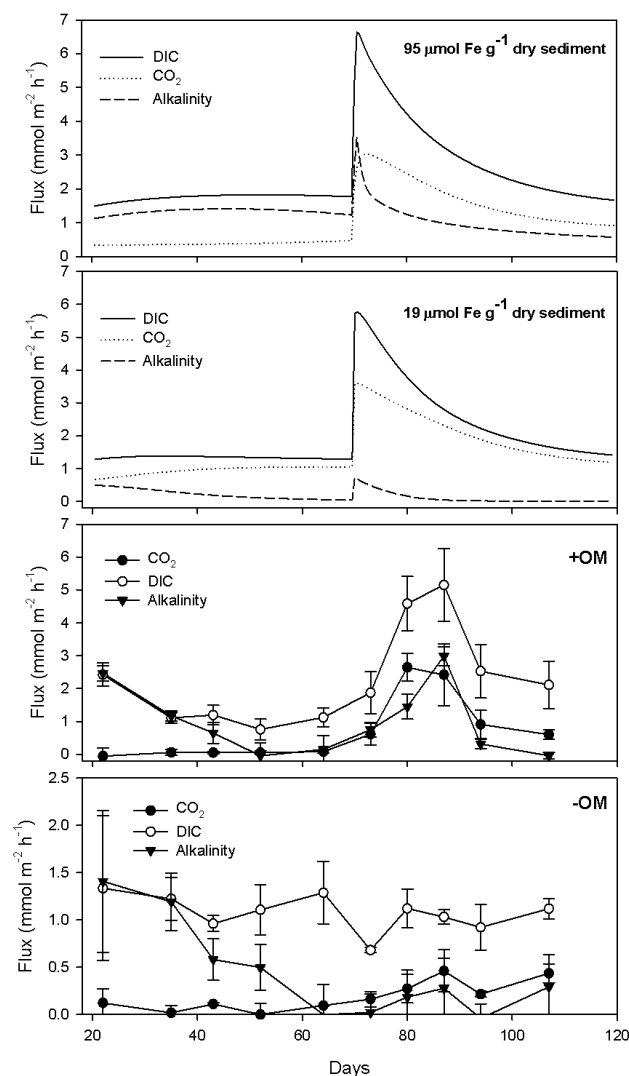 7
6
5
4
3
2
1
0
Flux (mmol m⁻² h⁻¹)
95 μmol Fe g⁻¹ dry sediment
DIC
CO₂
Alkalinity
7
6
5
4
3
2
1
0
Flux (mmol m⁻² h⁻¹)
19 μmol Fe g⁻¹ dry sediment
DIC
CO₂
Alkalinity
7
6
5
4
3
2
1
0
Flux (mmol m⁻² h⁻¹)
+OM
CO₂
DIC
Alkalinity
2.5
2.0
1.5
1.0
0.5
0.0
Flux (mmol m⁻² h⁻¹)
-OM
CO₂
DIC
Alkalinity
20 40 60 80 100 120
Days